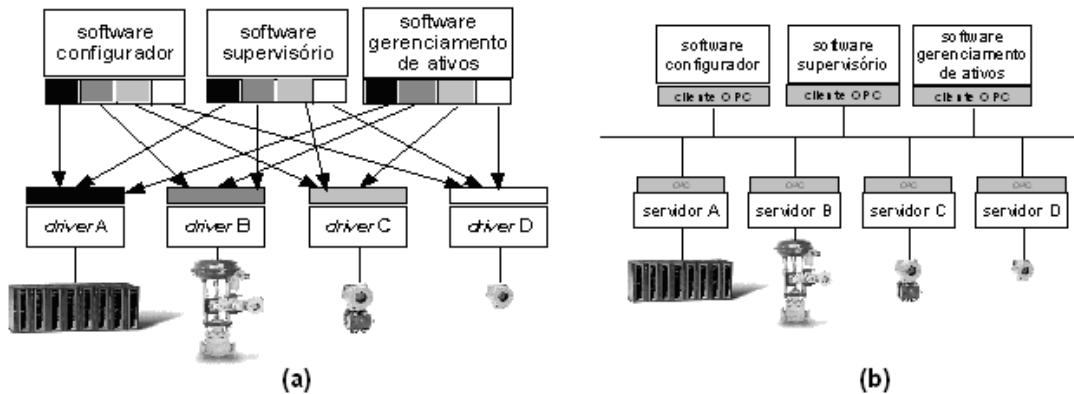 software
configurador
software
supervisório
software
gerenciamento
de ativos
driver A
driver B
driver C
driver D
(a)
software
configurador
cliente OPC
software
supervisório
cliente OPC
software
gerenciamento
de ativos
cliente OPC
OPC
servidor A
OPC
servidor B
OPC
servidor C
OPC
servidor D
(b)